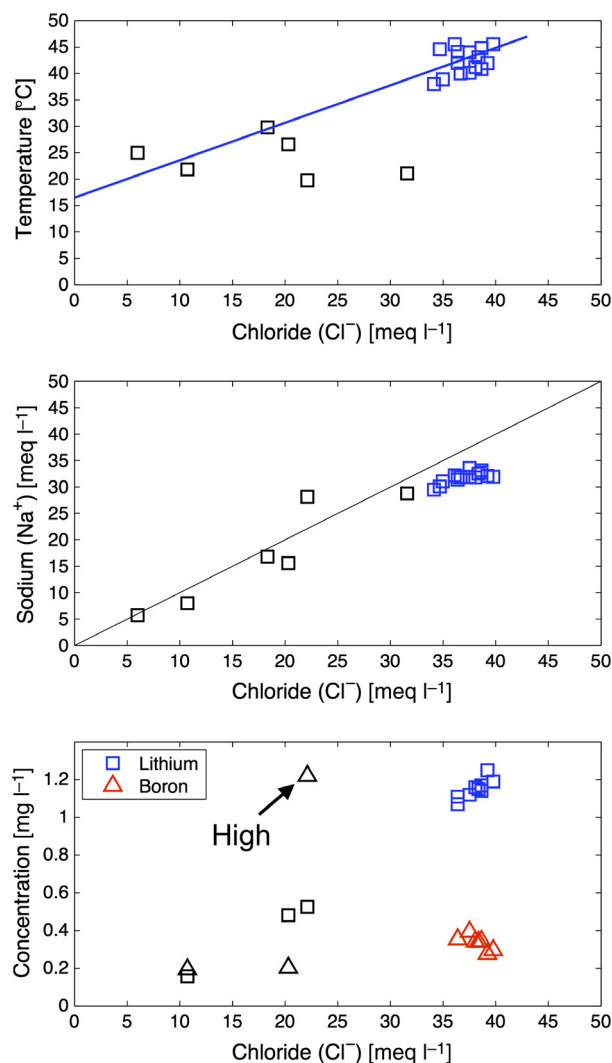 50
45
40
35
30
25
20
15
10
5
0
Temperature [ºC]
0 5 10 15 20 25 30 35 40 45 50
Chloride (Cl⁻) [meq l⁻¹]
50
45
40
35
30
25
20
15
10
5
0
Sodium (Na⁺) [meq l⁻¹]
0 5 10 15 20 25 30 35 40 45 50
Chloride (Cl⁻) [meq l⁻¹]
Lithium
Boron
High
1.2
1
0.8
0.6
0.4
0.2
0
Concentration [mg l⁻¹]
0 5 10 15 20 25 30 35 40 45 50
Chloride (Cl⁻) [meq l⁻¹]